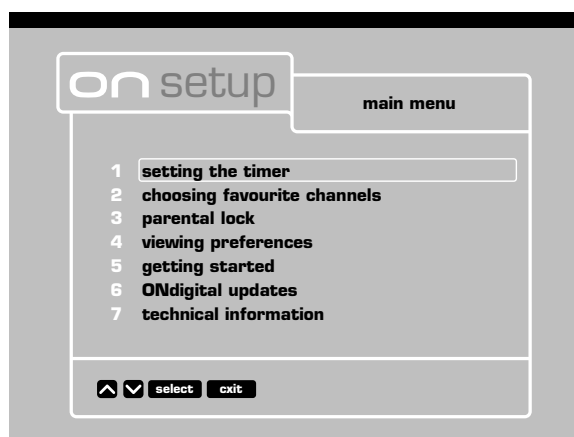 on setup
main menu
1 setting the timer
2 choosing favourite channels
3 parental lock
4 viewing preferences
5 getting started
6 ONdigital updates
7 technical information
select exit